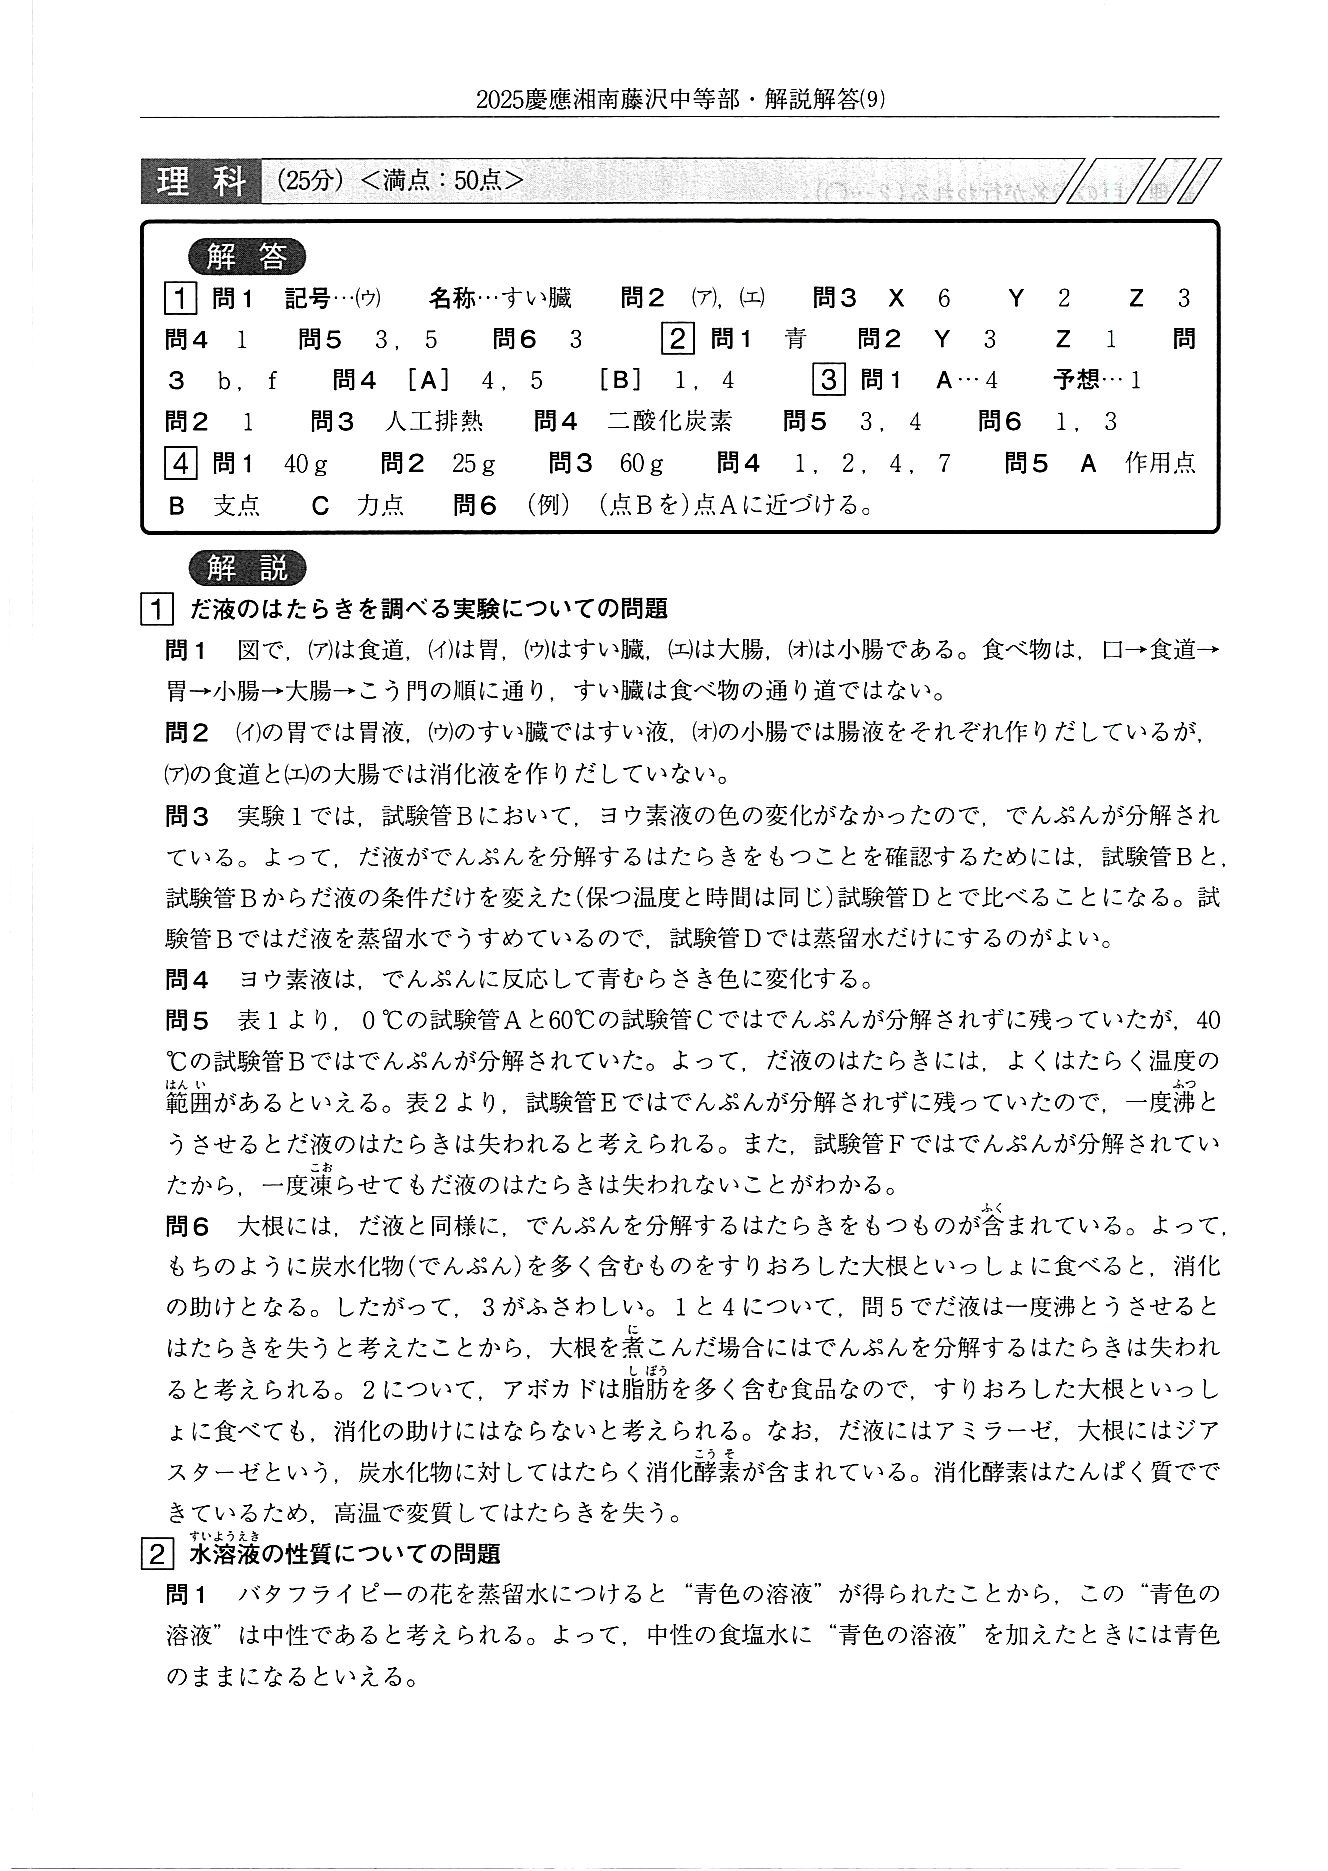 2025慶應湘南藤沢中等部・解説解答(9)
理科 (25分) ＜満点：50点＞
解答
1 問1 記号…(ウ) 名称…すい臓 問2 (ア)，(エ) 問3 X 6 Y 2 Z 3
問4 1 問5 3，5 問6 3 2 問1 青 問2 Y 3 Z 1 問
3 b，f 問4 ［A］ 4，5 ［B］ 1，4 3 問1 A…4 予想…1
問2 1 問3 人工排熱 問4 二酸化炭素 問5 3，4 問6 1，3
4 問1 40g 問2 25g 問3 60g 問4 1，2，4，7 問5 A 作用点
B 支点 C 力点 問6 （例） (点Bを)点Aに近づける。
解説
1 だ液のはたらきを調べる実験についての問題
問1 図で，(ア)は食道，(イ)は胃，(ウ)はすい臓，(エ)は大腸，(オ)は小腸である。食べ物は，口→食道→
胃→小腸→大腸→こう門の順に通り，すい臓は食べ物の通り道ではない。
問2 (イ)の胃では胃液，(ウ)のすい臓ではすい液，(オ)の小腸では腸液をそれぞれ作りだしているが，
(ア)の食道と(エ)の大腸では消化液を作りだしていない。
問3 実験1では，試験管Bにおいて，ヨウ素液の色の変化がなかったので，でんぷんが分解され
ている。よって，だ液がでんぷんを分解するはたらきをもつことを確認するためには，試験管Bと，
試験管Bからだ液の条件だけを変えた(保つ温度と時間は同じ)試験管Dとで比べることになる。試
験管Bではだ液を蒸留水でうすめているので，試験管Dでは蒸留水だけにするのがよい。
問4 ヨウ素液は，でんぷんに反応して青むらさき色に変化する。
問5 表1より，0℃の試験管Aと60℃の試験管Cではでんぷんが分解されずに残っていたが，40
℃の試験管Bではでんぷんが分解されていた。よって，だ液のはたらきには，よくはたらく温度の
はんい ふつ
範囲があるといえる。表2より，試験管Eではでんぷんが分解されずに残っていたので，一度沸と
うさせるとだ液のはたらきは失われると考えられる。また，試験管Fではでんぷんが分解されてい
こお
たから，一度凍らせてもだ液のはたらきは失われないことがわかる。
ふく
問6 大根には，だ液と同様に，でんぷんを分解するはたらきをもつものが含まれている。よって，
もちのように炭水化物(でんぷん)を多く含むものをすりおろした大根といっしょに食べると，消化
の助けとなる。したがって，3がふさわしい。1と4について，問5でだ液は一度沸とうさせると
に
はたらきを失うと考えたことから，大根を煮こんだ場合にはでんぷんを分解するはたらきは失われ
しぼう
ると考えられる。2について，アボカドは脂肪を多く含む食品なので，すりおろした大根といっし
ょに食べても，消化の助けにはならないと考えられる。なお，だ液にはアミラーゼ，大根にはジア
こうそ
スターゼという，炭水化物に対してはたらく消化酵素が含まれている。消化酵素はたんぱく質でで
きているため，高温で変質してはたらきを失う。
すいようえき
2 水溶液の性質についての問題
問1 バタフライピーの花を蒸留水につけると“青色の溶液”が得られたことから，この“青色の
溶液”は中性であると考えられる。よって，中性の食塩水に“青色の溶液”を加えたときには青色
のままになるといえる。